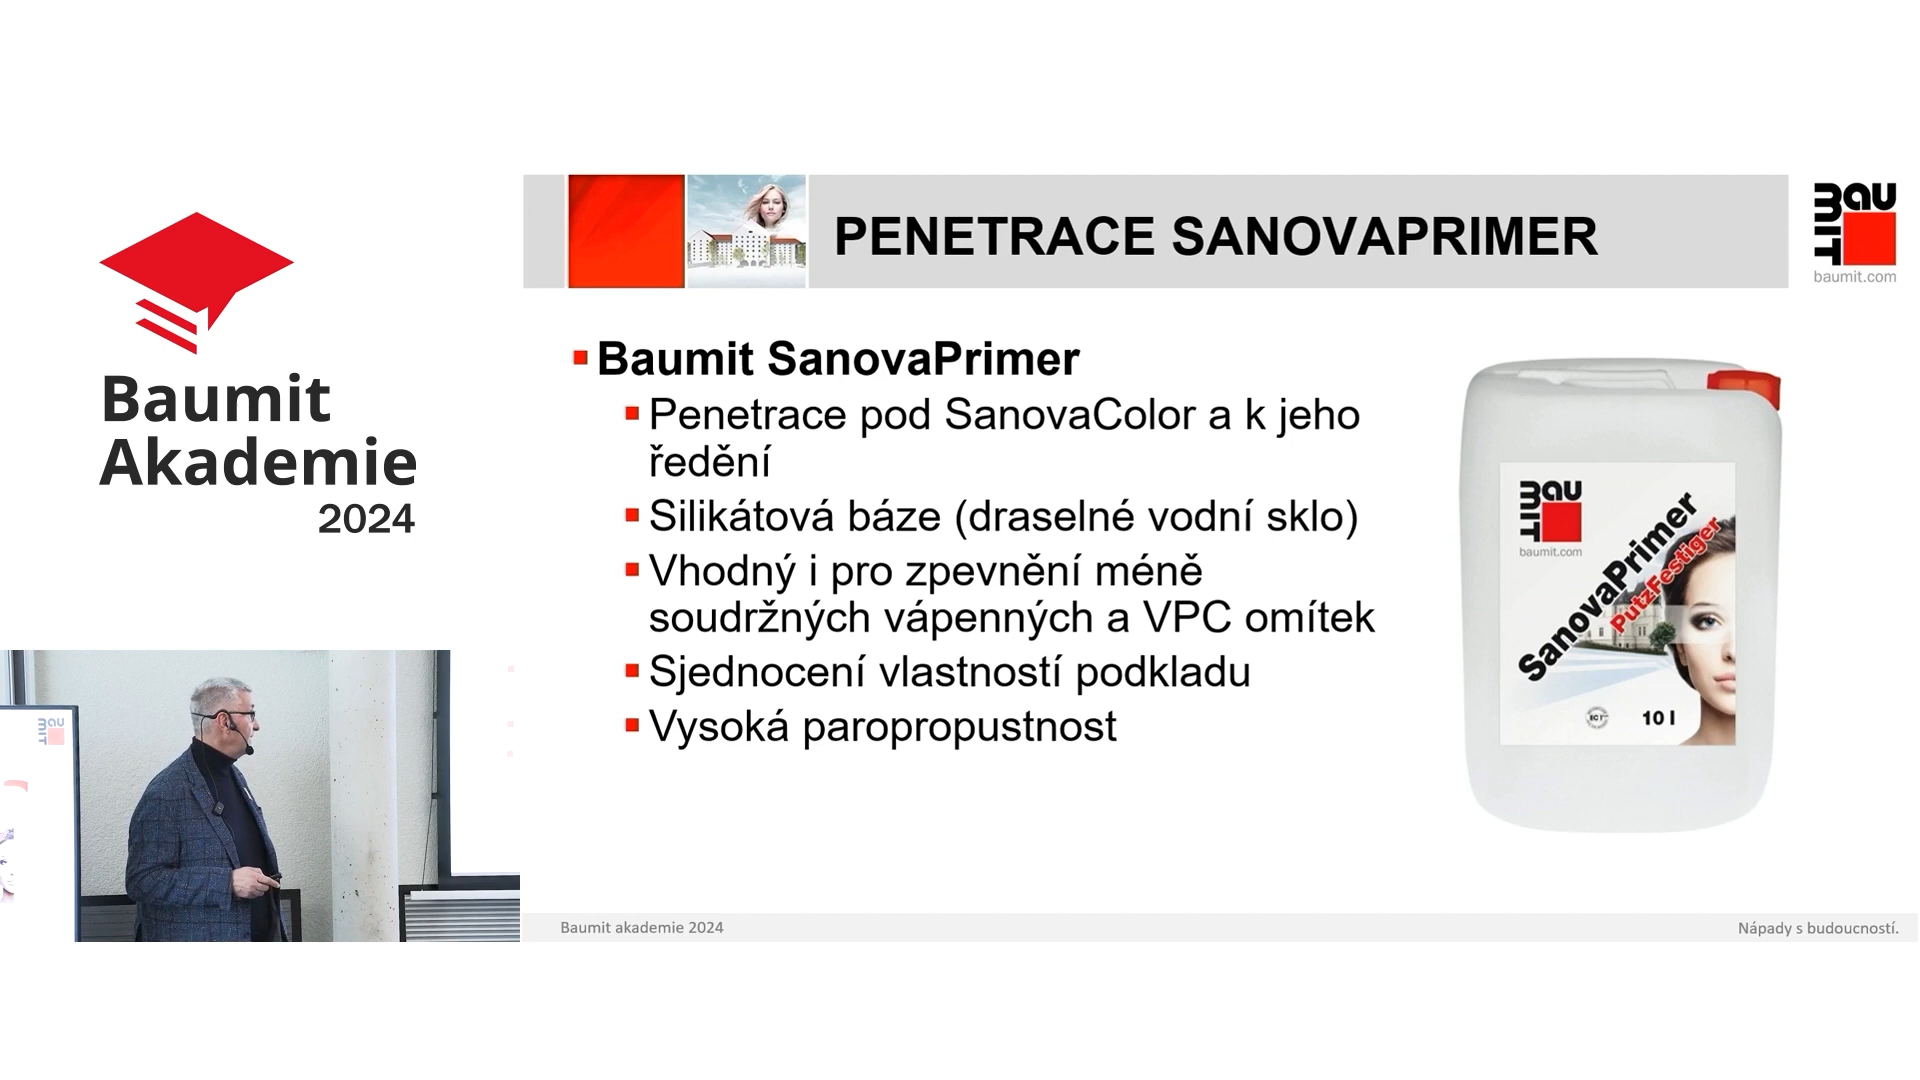 Baumit
Akademie
2024
PENETRACE SANOVAPRIMER
baumit.com
Baumit SanovaPrimer
Penetrace pod SanovaColor a k jeho
ředění
Silikátová báze (draselné vodní sklo)
Vhodný i pro zpevnění méně
soudržných vápenných a VPC omítek
Sjednocení vlastností podkladu
Vysoká paropropustnost
bauMIT
baumit.com
SanovaPrimer
PutzFestiger
10 l
bauMIT
Baumit akademie 2024
Nápady s budoucností.